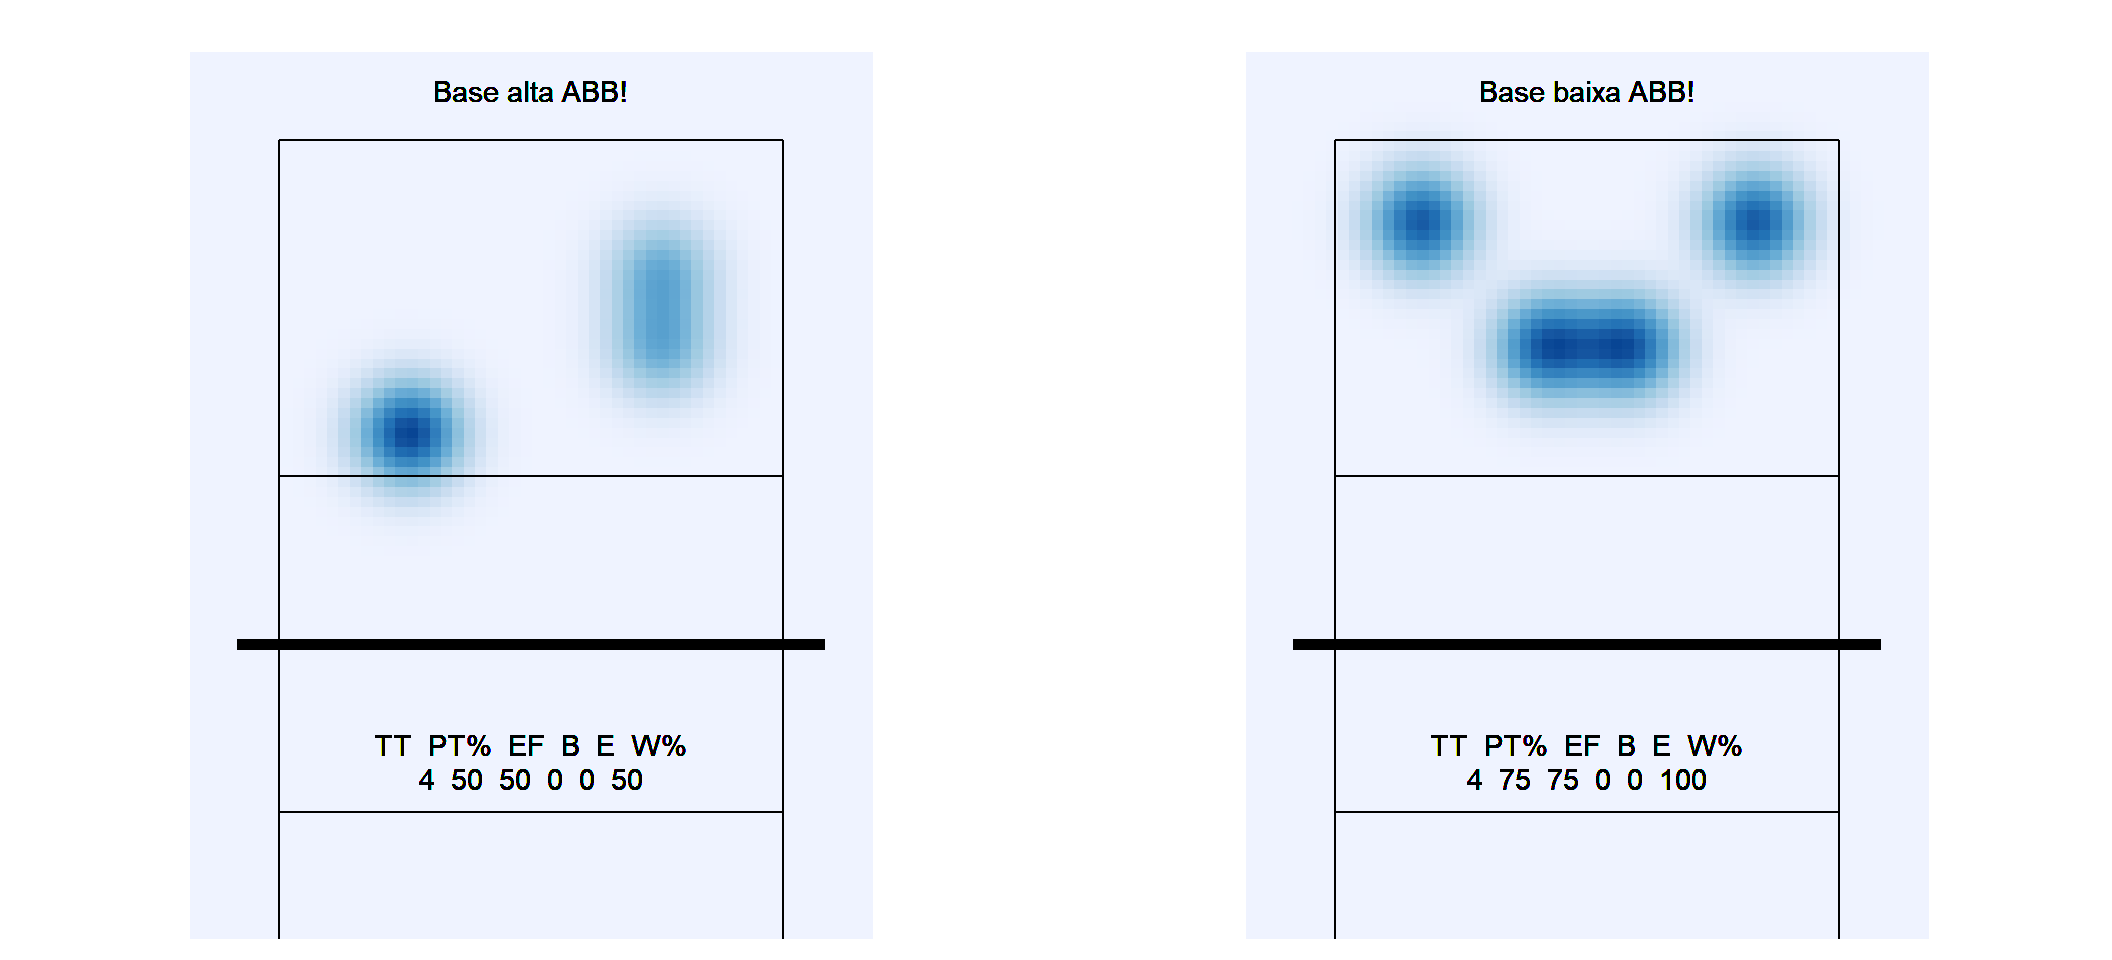 Base alta ABB!
TT PT% EF B E W%
4 50 50 0 0 50
Base baixa ABB!
TT PT% EF B E W%
4 75 75 0 0 100